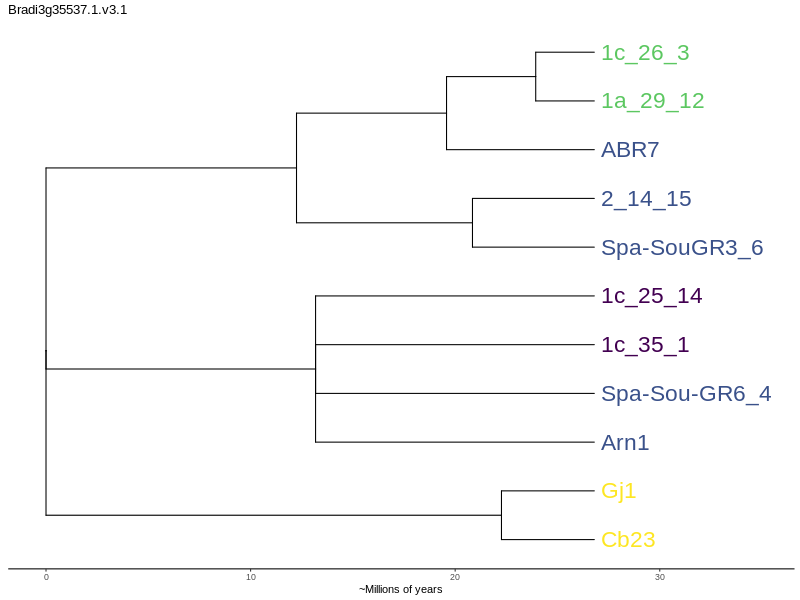 Bradi3g35537.1.v3.1
1c_26_3
1a_29_12
ABR7
2_14_15
Spa-SouGR3_6
1c_25_14
1c_35_1
Spa-Sou-GR6_4
Arn1
Gj1
Cb23
0 10 20 30
~Millions of years